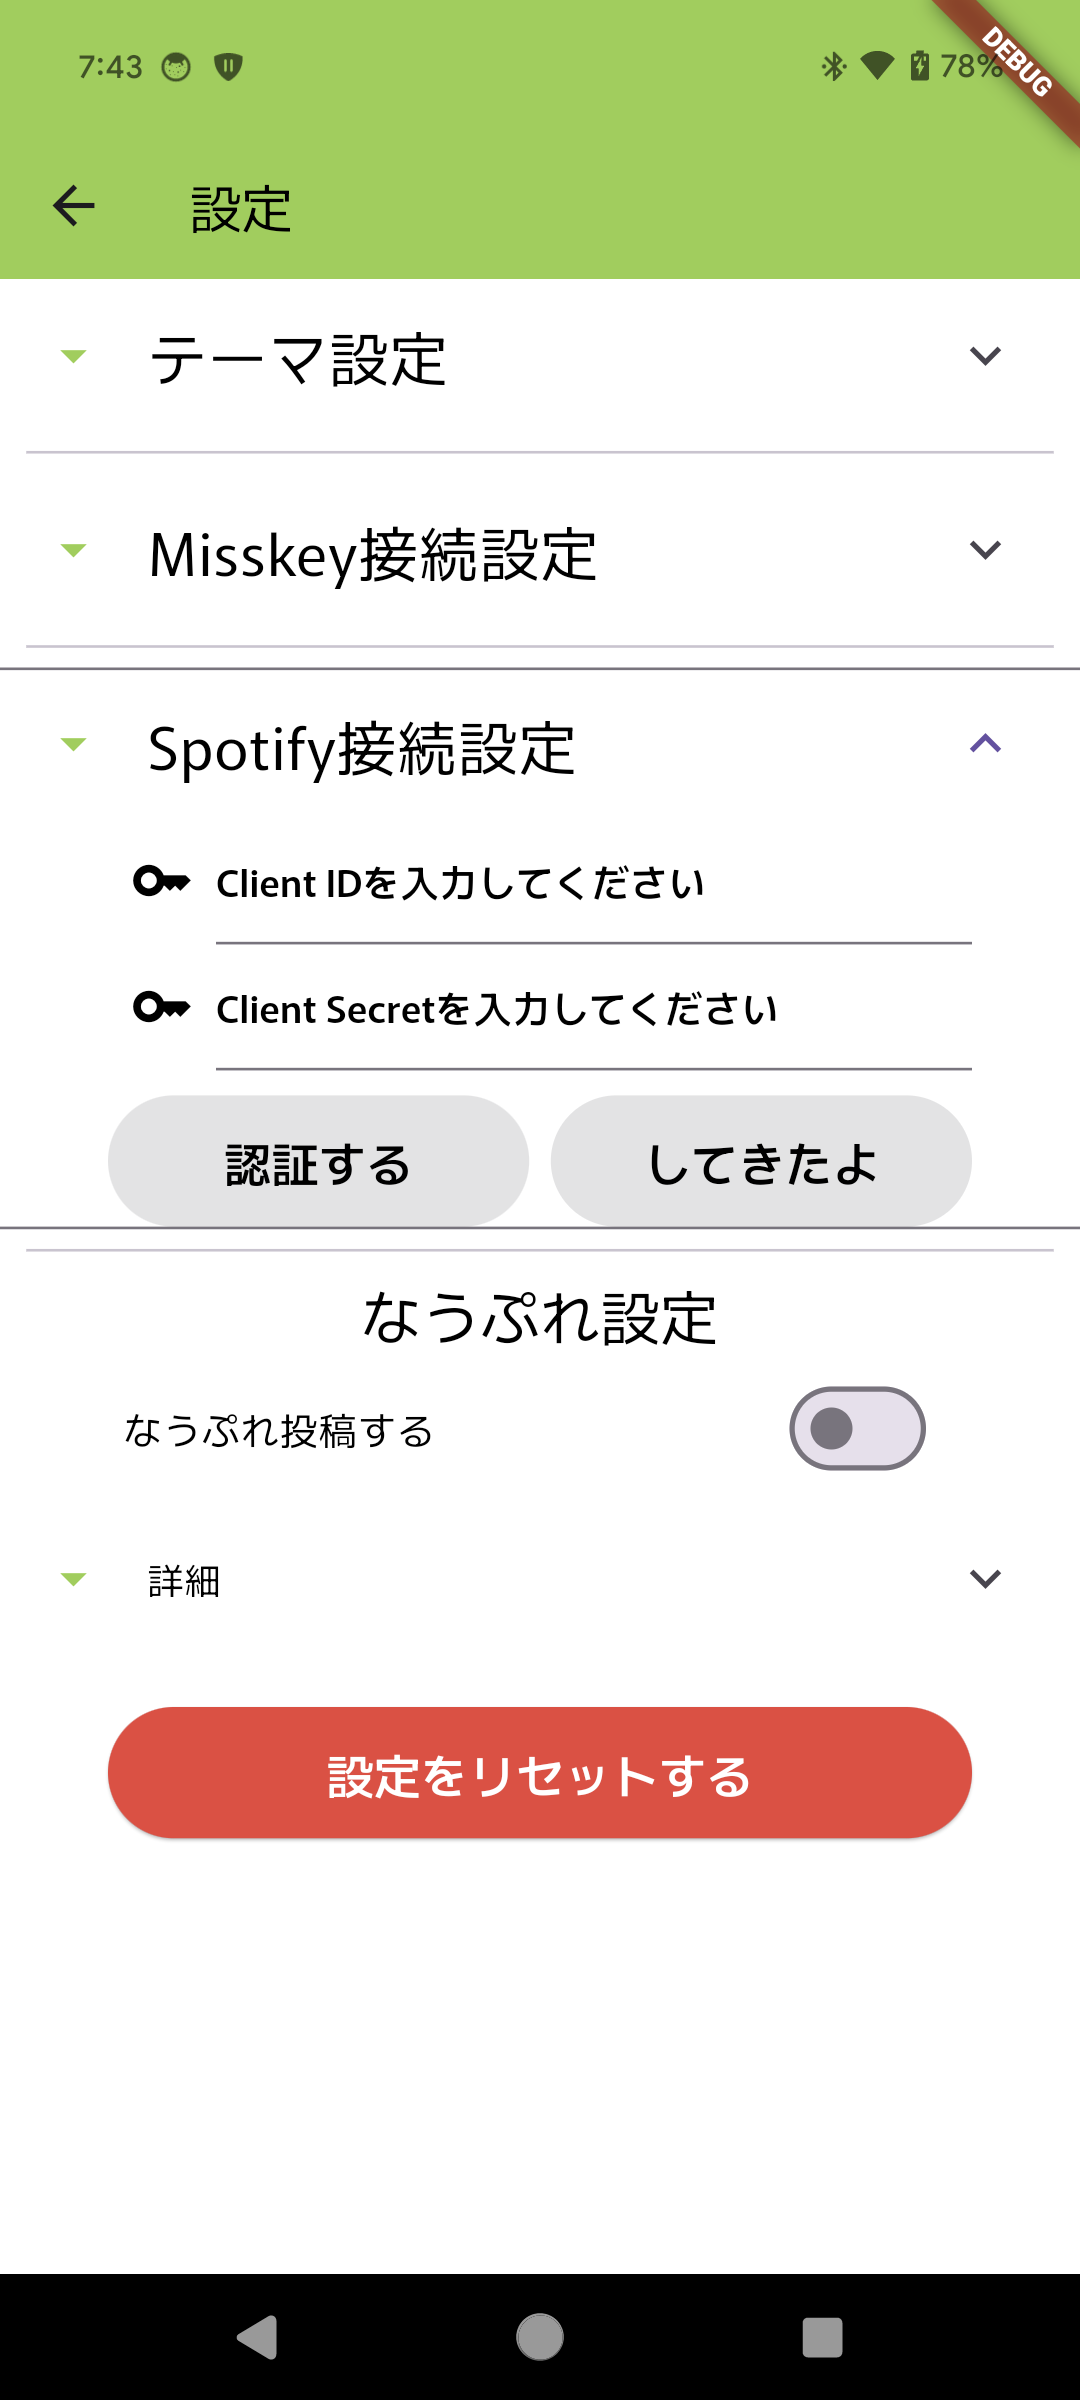 7:43
78%
DEBUG
設定
テーマ設定
Misskey接続設定
Spotify接続設定
Client IDを入力してください
Client Secretを入力してください
認証する
してきたよ
なうぷれ設定
なうぷれ投稿する
詳細
設定をリセットする